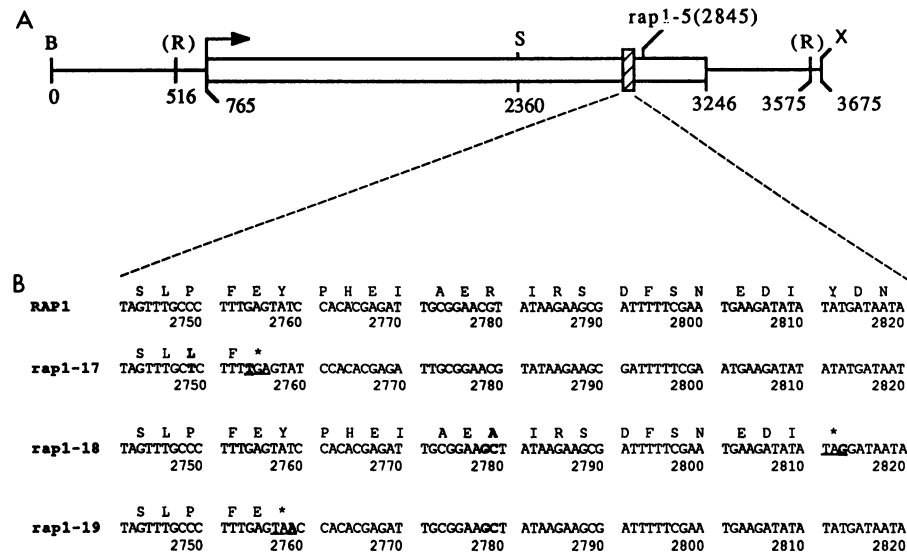 A
B (R) S rap1-5(2845) (R) X
0 516 765 2360 3246 3575 3675
B
S L P F E Y P H E I A E R I R S D F S N E D I Y D N
RAP1 TAGTTTGCCC TTTGAGTATC CACACGAGAT TGCGGAACGT ATAAGAAGCG ATTTTTCGAA TGAAGATATA TATGATAATA
2750 2760 2770 2780 2790 2800 2810 2820
S L L F *
rap1-17 TAGTTTGCTC TTTTGAGTAT CCACACGAGA TTGCGGAACG TATAAGAAGC GATTTTTCGA ATGAAGATAT ATATGATAAT
2750 2760 2770 2780 2790 2800 2810 2820
S L P F E Y P H E I A E A I R S D F S N E D I *
rap1-18 TAGTTTGCCC TTTGAGTATC CACACGAGAT TGCGGAAGCT ATAAGAAGCG ATTTTTCGAA TGAAGATATA TAGGATAATA
2750 2760 2770 2780 2790 2800 2810 2820
S L P F E *
rap1-19 TAGTTTGCCC TTTGAGTAAC CACACGAGAT TGCGGAAGCT ATAAGAAGCG ATTTTTCGAA TGAAGATATA TATGATAATA
2750 2760 2770 2780 2790 2800 2810 2820